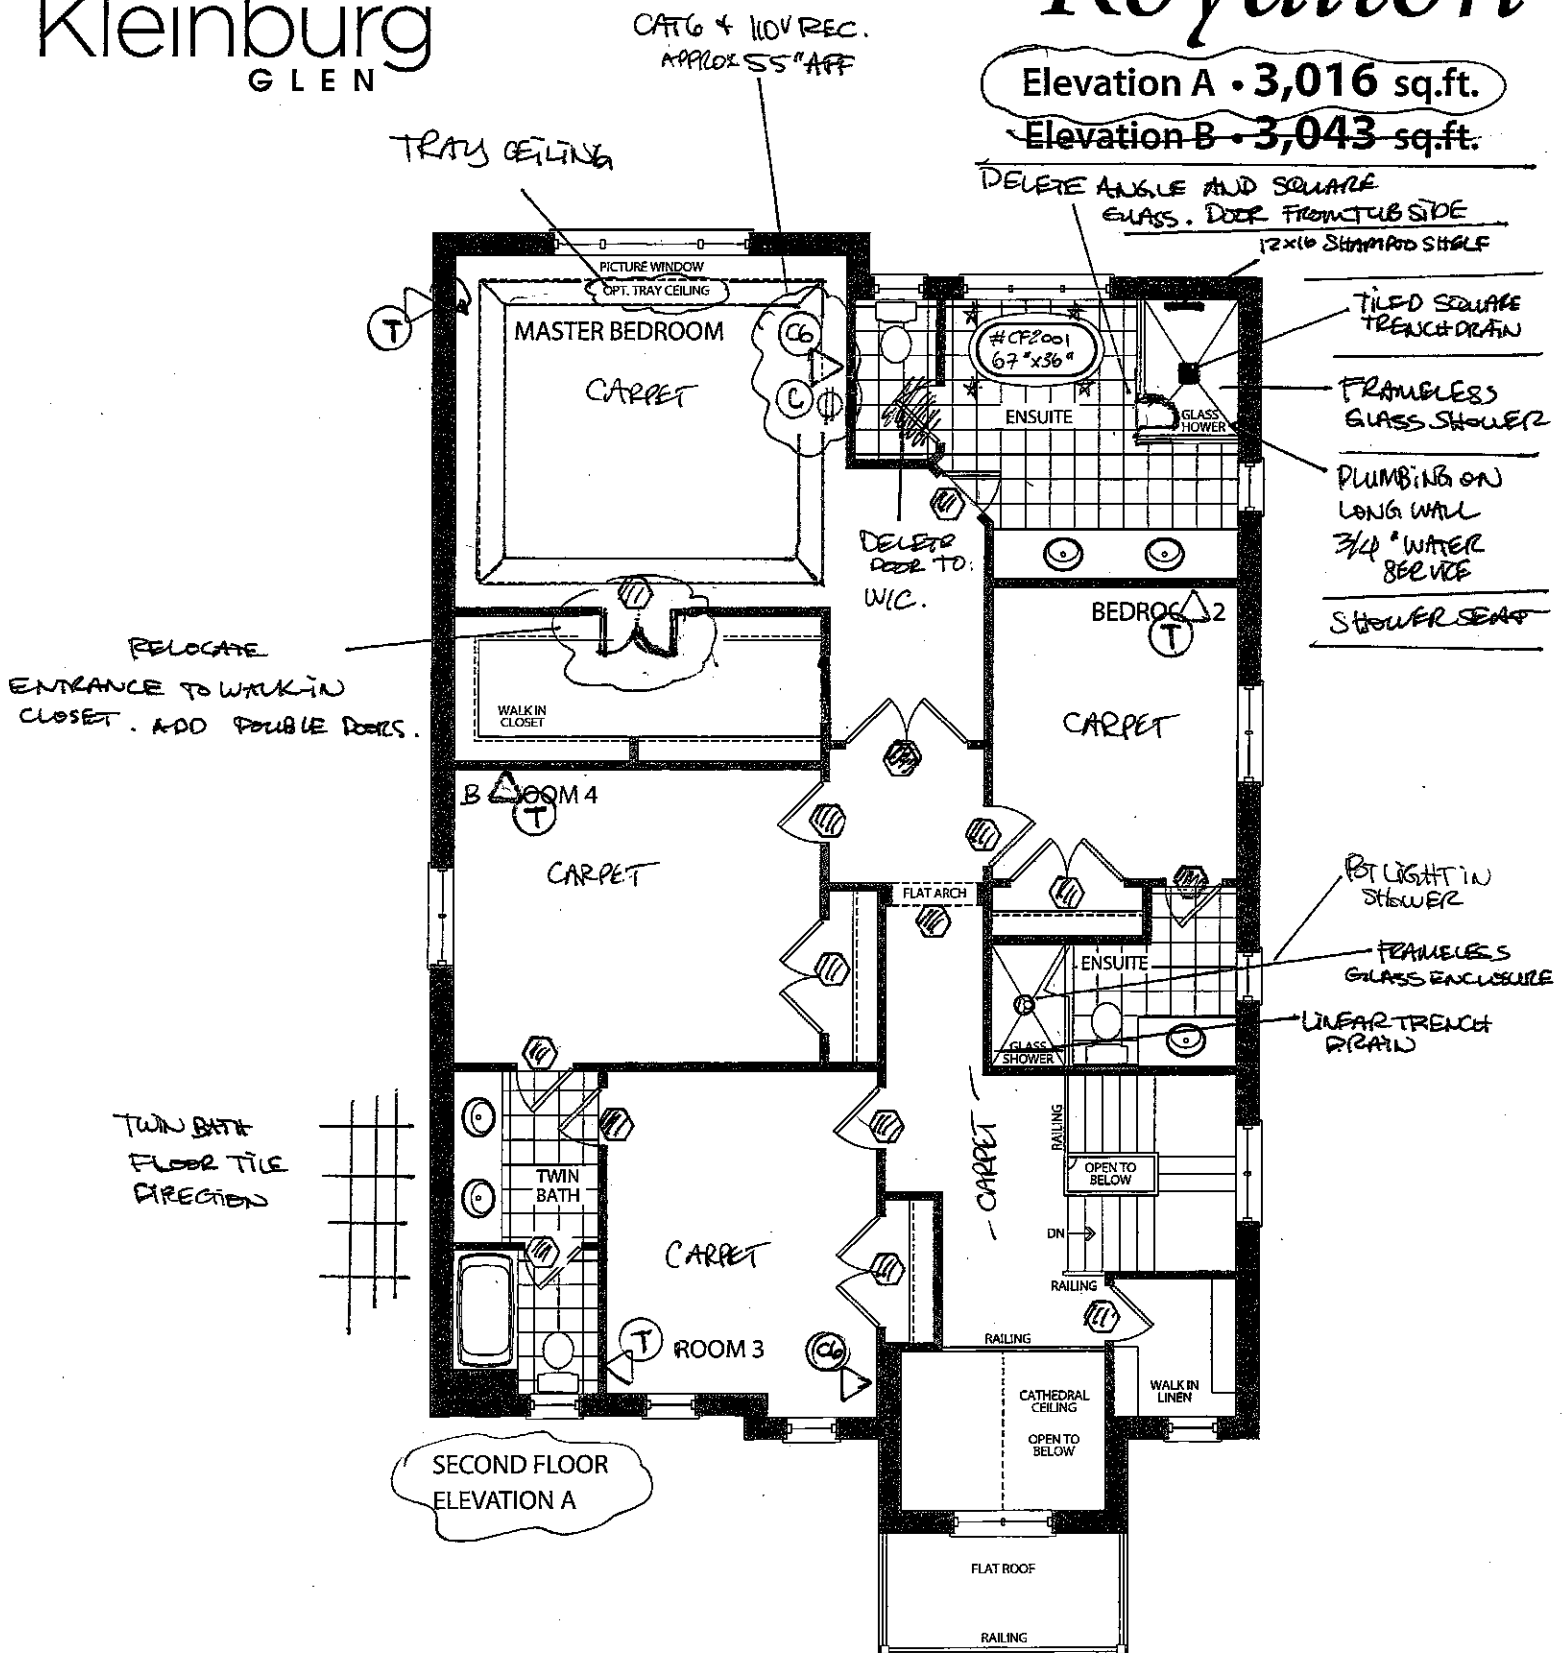 Kleinburg
GLEN
CAT6 & 110V REC.
APPROX 55" AFF
Elevation A • 3,016 sq.ft.
Elevation B • 3,043 sq.ft.
TRAY CEILING
DELETE ANGLE AND SQUARE
GLASS. DOOR FROM TUB SIDE
12x16 SHAMPOO SHELF
TILED SQUARE
TRENCH DRAIN
FRAMELESS
GLASS SHOWER
PLUMBING ON
LONG WALL
3/4" WATER
SERVICE
SHOWER SEAT
PICTURE WINDOW
OPT. TRAY CEILING
MASTER BEDROOM
CARPET
T
C6
C
#CF2001
67"x36"
ENSUITE
GLASS
HOWER
DELETE
DOOR TO
W/C.
RELOCATE
ENTRANCE TO WALK-IN
CLOSET. ADD DOUBLE DOORS.
WALK IN
CLOSET
BEDROO 2
T
CARPET
B OOM 4
T
CARPET
FLAT ARCH
POT LIGHT IN
SHOWER
FRAMELESS
GLASS ENCLOSURE
LINEAR TRENCH
DRAIN
ENSUITE
GLASS
SHOWER
TWIN BATH
FLOOR TILE
DIRECTION
TWIN
BATH
CARPET
- CARPET -
RAILING
OPEN TO
BELOW
DN
RAILING
T
ROOM 3
C6
RAILING
WALK IN
LINEN
CATHEDRAL
CEILING
OPEN TO
BELOW
SECOND FLOOR
ELEVATION A
FLAT ROOF
RAILING